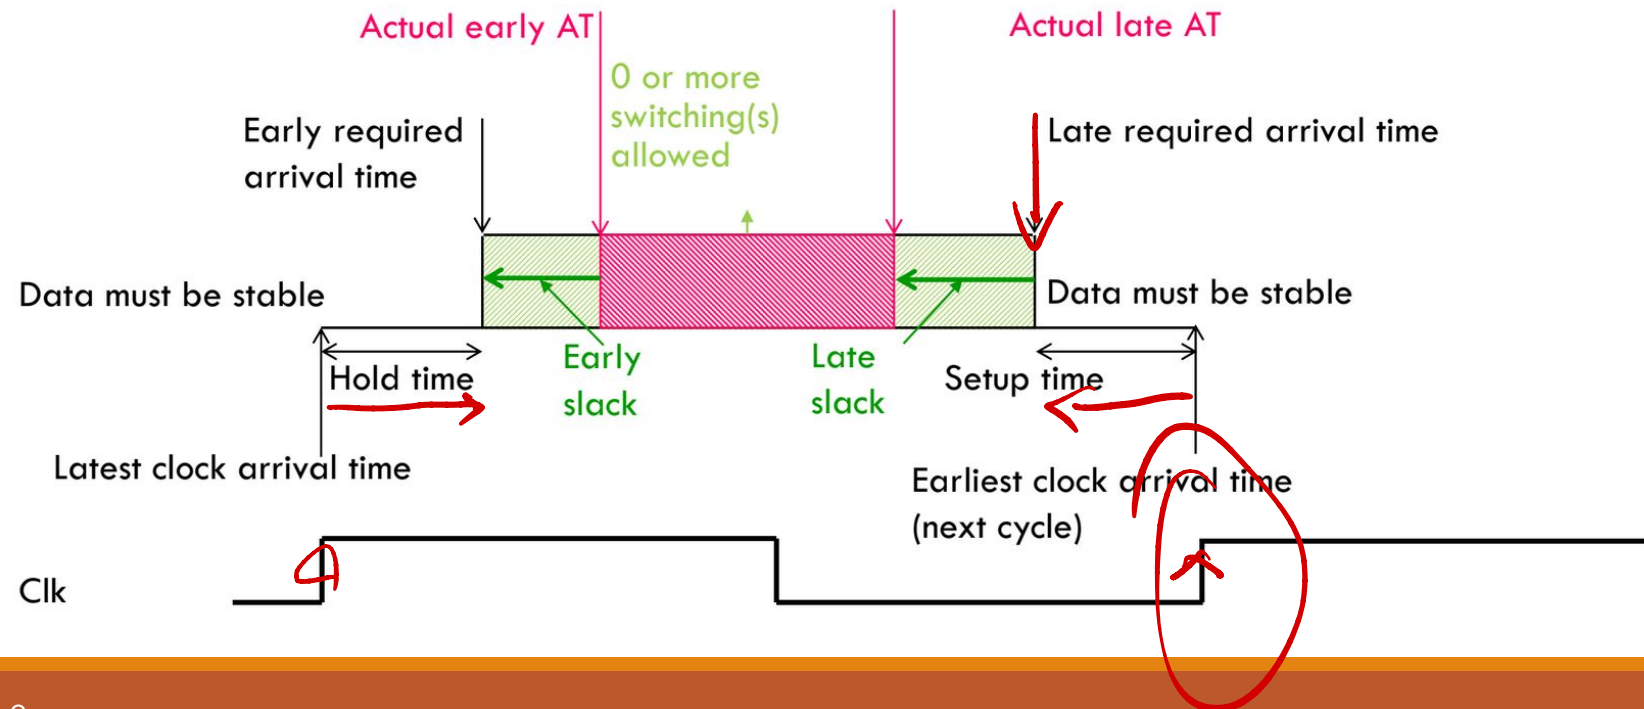 Actual early AT
Actual late AT
0 or more
switching(s)
allowed
Early required
arrival time
Late required arrival time
Data must be stable
Data must be stable
Hold time
Early
slack
Late
slack
Setup time
Latest clock arrival time
Earliest clock arrival time
(next cycle)
Clk